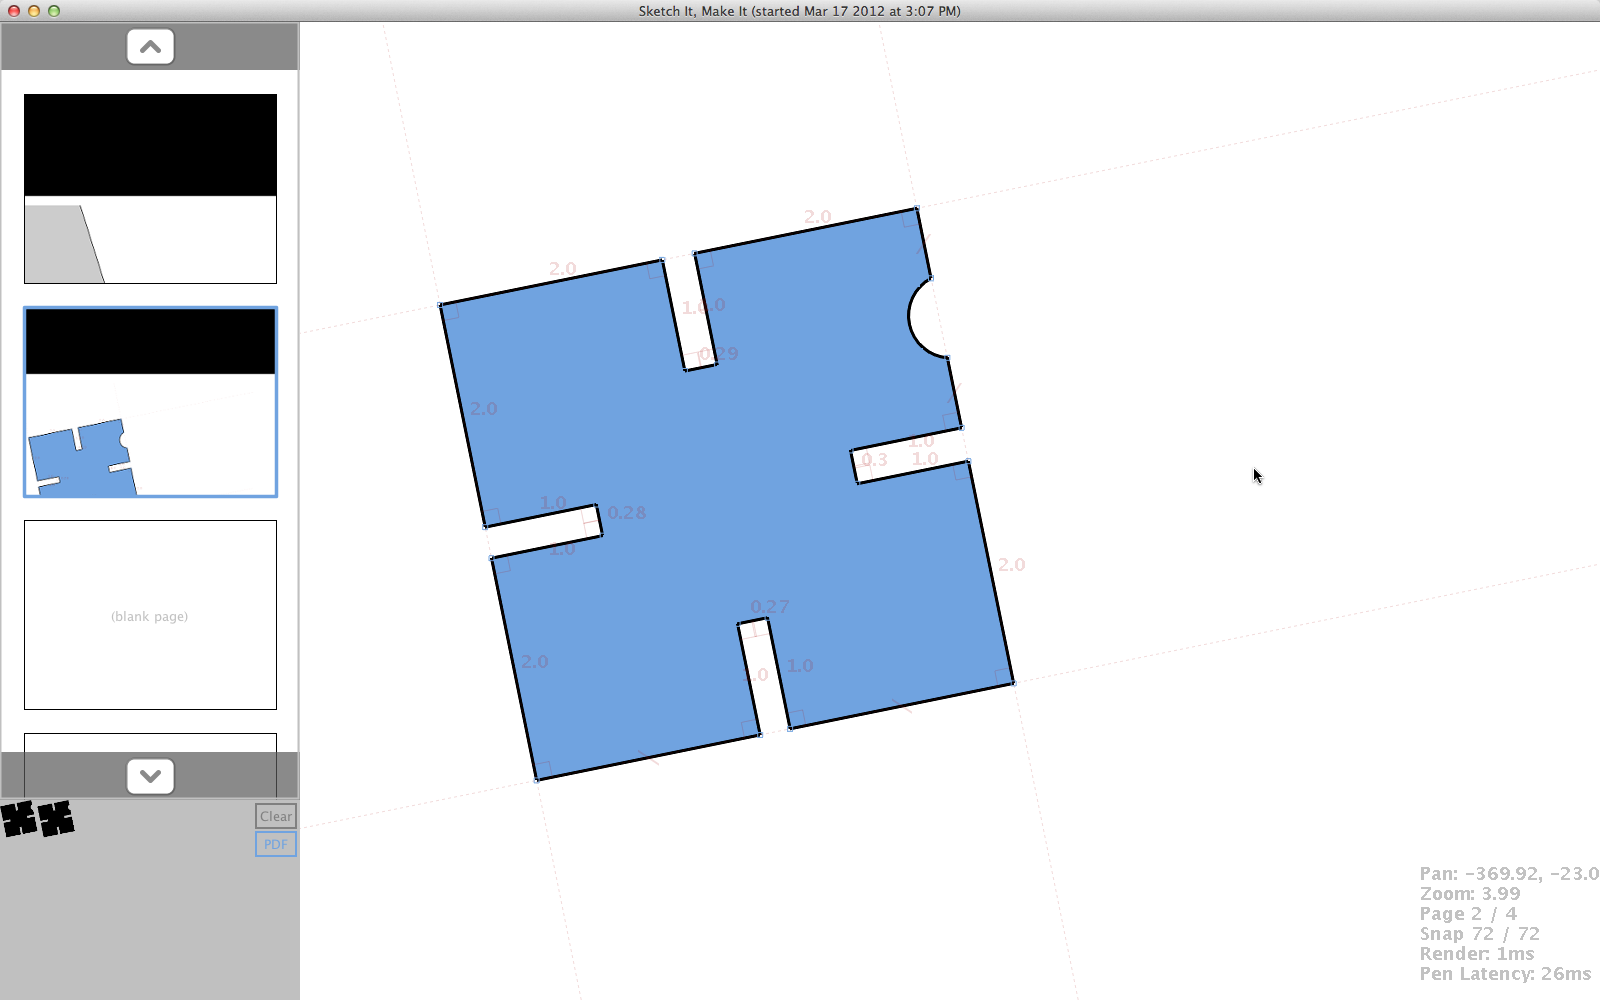 Sketch It, Make It (started Mar 17 2012 at 3:07 PM)
2.0
2.0
1.0
0.29
2.0
1.0
0.3
1.0
1.0
0.28
1.0
2.0
0.27
2.0
1.0
Clear
PDF
(blank page)
Pan: -369.92, -23.0
Zoom: 3.99
Page 2 / 4
Snap 72 / 72
Render: 1ms
Pen Latency: 26ms